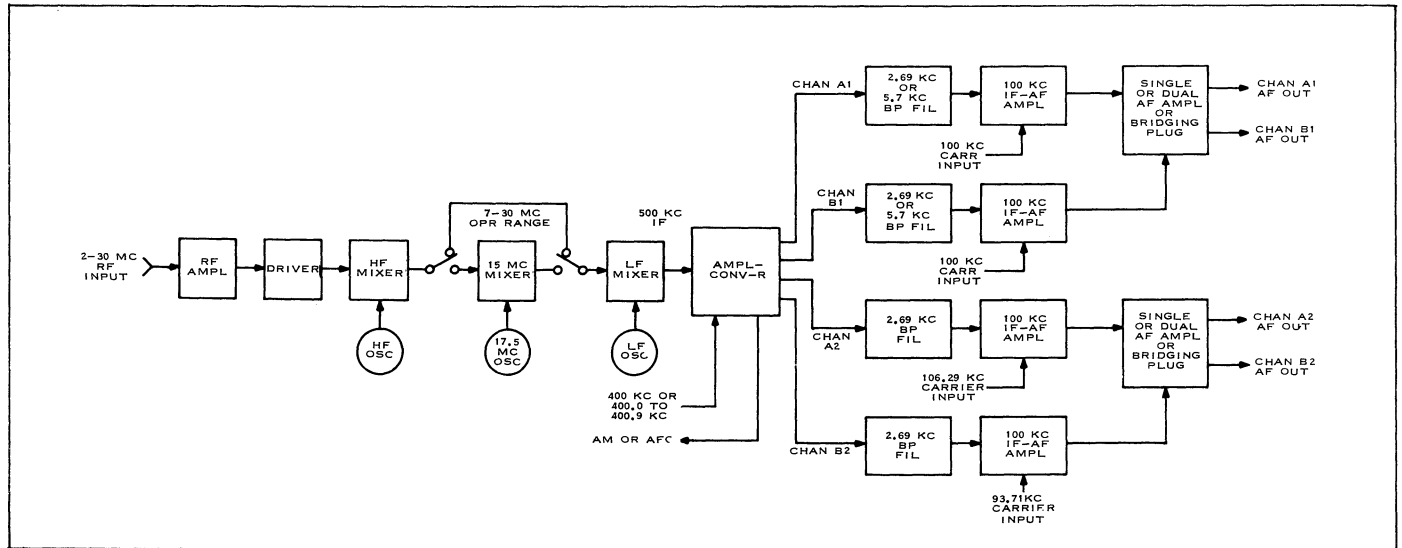 2-30 MC
RF
INPUT
RF
AMPL
DRIVER
HF
MIXER
HF
OSC
7-30 MC
OPR RANGE
15 MC
MIXER
17.5
MC
OSC
LF
MIXER
LF
OSC
500 KC
IF
AMPL-
CONV-R
400 KC OR
400.0 TO
400.9 KC
AM OR AFC
CHAN A1
2.69 KC
OR
5.7 KC
BP FIL
100 KC
IF-AF
AMPL
100 KC
CARR
INPUT
SINGLE
OR DUAL
AF AMPL
OR
BRIDGING
PLUG
CHAN A1
AF OUT
CHAN B1
AF OUT
CHAN
B1
2.69 KC
OR
5.7 KC
BP FIL
100 KC
IF-AF
AMPL
100 KC
CARR
INPUT
CHAN
A2
2.69 KC
BP
FIL
100 KC
IF-AF
AMPL
106.29 KC
CARRIER
INPUT
SINGLE
OR DUAL
AF AMPL
OR
BRIDGING
PLUG
CHAN A2
AF OUT
CHAN B2
AF OUT
CHAN B2
2.69 KC
BP
FIL
100 KC
IF-AF
AMPL
93.71KC
CARRIER
INPUT